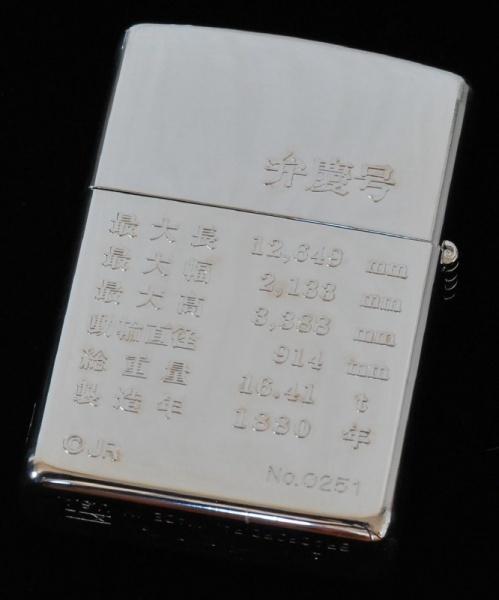 弁慶号
最大長 12,649 mm
最大幅 2,133 mm
最大高 3,383 mm
動輪直径 914 mm
総重量 16.41 t
製造年 1880 年
©JR
No.0251